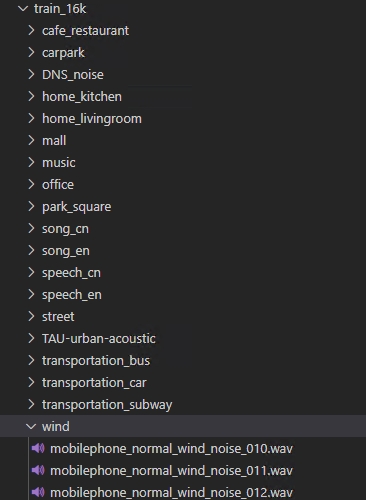 train_16k
cafe_restaurant
carpark
DNS_noise
home_kitchen
home_livingroom
mall
music
office
park_square
song_cn
song_en
speech_cn
speech_en
street
TAU-urban-acoustic
transportation_bus
transportation_car
transportation_subway
wind
mobilephone_normal_wind_noise_010.wav
mobilephone_normal_wind_noise_011.wav
mobilephone_normal_wind_noise_012.wav